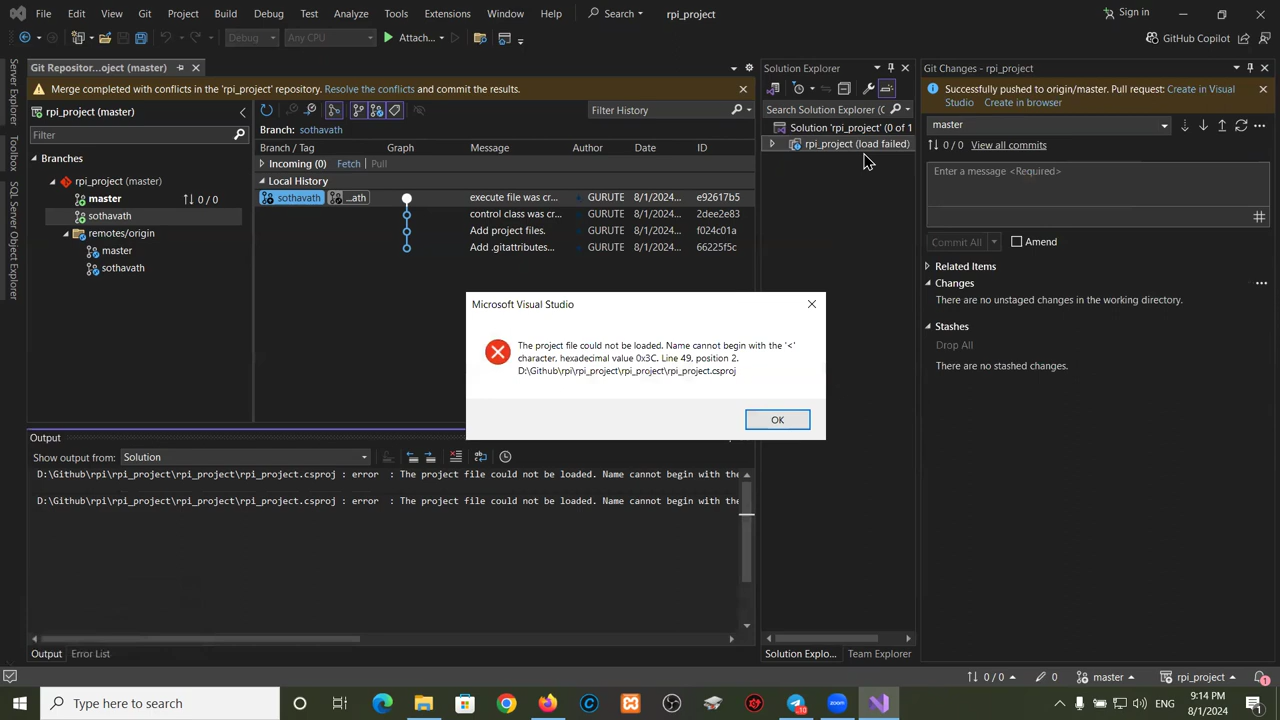 File Edit View Git Project Build Debug Test Analyze Tools Extensions Window Help Search rpi_project Sign in
Debug Any CPU Attach... GitHub Copilot
Git Repositor...oject (master)
Merge completed with conflicts in the 'rpi_project' repository. Resolve the conflicts and commit the results.
rpi_project (master)
Filter
Branches
rpi_project (master)
master 0 / 0
sothavath
remotes/origin
master
sothavath
Server Explorer
Toolbox
SQL Server Object Explorer
Filter History
Branch: sothavath
Branch / Tag Graph Message Author Date ID
Incoming (0) Fetch Pull
Local History
sothavath ...ath execute file was cr... GURUTE 8/1/2024... e92617b5
control class was cr... GURUTE 8/1/2024... 2dee2e83
Add project files. GURUTE 8/1/2024... f024c01a
Add .gitattributes... GURUTE 8/1/2024... 66225f5c
Solution Explorer
Search Solution Explorer (C
Solution 'rpi_project' (0 of 1
rpi_project (load failed)
Git Changes - rpi_project
Successfully pushed to origin/master. Pull request: Create in Visual
Studio Create in browser
master
0 / 0 View all commits
Enter a message <Required>
Commit All Amend
Related Items
Changes
There are no unstaged changes in the working directory.
Stashes
Drop All
There are no stashed changes.
Microsoft Visual Studio
The project file could not be loaded. Name cannot begin with the '<'
character, hexadecimal value 0x3C. Line 49, position 2.
D:\Github\rpi\rpi_project\rpi_project\rpi_project.csproj
OK
Output
Show output from: Solution
D:\Github\rpi\rpi_project\rpi_project\rpi_project.csproj : error : The project file could not be loaded. Name cannot begin with the
D:\Github\rpi\rpi_project\rpi_project\rpi_project.csproj : error : The project file could not be loaded. Name cannot begin with the
Output Error List
Solution Explo... Team Explorer
0 / 0 0 master rpi_project 1
Type here to search
10
ENG
9:14 PM
8/1/2024